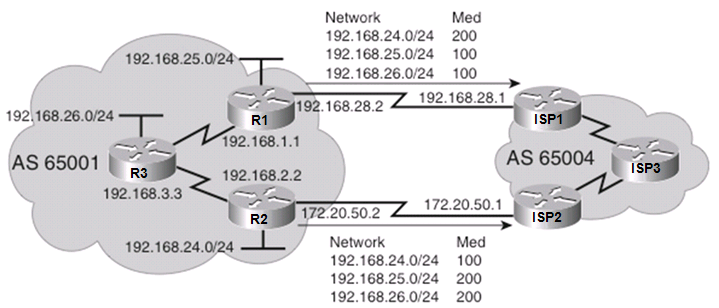 Network Med
192.168.24.0/24 200
192.168.25.0/24 100
192.168.26.0/24 100
192.168.25.0/24
192.168.28.2
192.168.28.1
R1
ISP1
192.168.26.0/24
192.168.1.1
AS 65001
R3
AS 65004
ISP3
192.168.3.3
192.168.2.2
R2
172.20.50.2
172.20.50.1
ISP2
192.168.24.0/24
Network Med
192.168.24.0/24 100
192.168.25.0/24 200
192.168.26.0/24 200